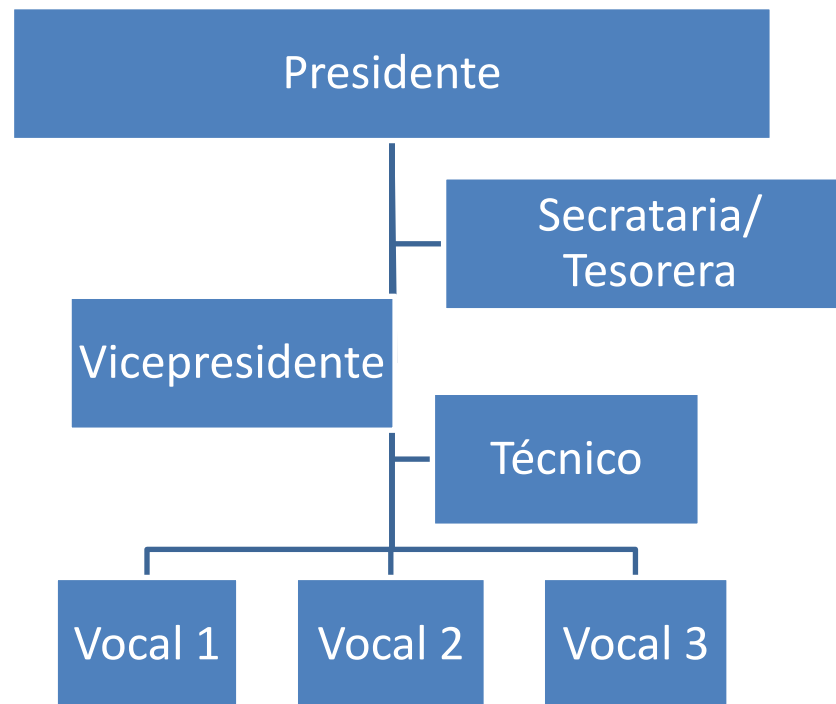 Presidente
Secrataria/
Tesorera
Vicepresidente
Técnico
Vocal 1
Vocal 2
Vocal 3